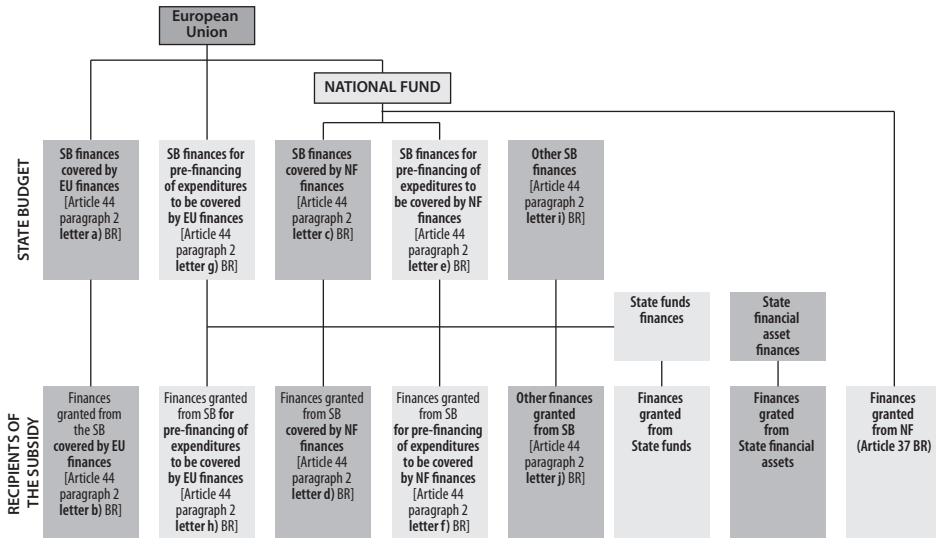 European
Union
NATIONAL FUND
STATE BUDGET
SB finances
covered by
EU finances
[Article 44
paragraph 2
letter a) BR]
SB finances for
pre-financing
of expenditures
to be covered
by EU finances
[Article 44
paragraph 2
letter g) BR]
SB finances
covered by NF
finances
[Article 44
paragraph 2
letter c) BR]
SB finances for
pre-financing
of expeditures to
be covered by NF
finances
[Article 44
paragraph 2
letter e) BR]
Other SB
finances
[Article 44
paragraph 2
letter i) BR]
State funds
finances
State
financial
asset
finances
RECIPIENTS OF
THE SUBSIDY
Finances
granted from
the SB
covered by EU
finances
[Article 44
paragraph 2
letter b) BR]
Finances granted
from SB for
pre-financing of
expenditures
to be covered
by EU finances
[Article 44
paragraph 2
letter h) BR]
Finances granted
from SB
covered by NF
finances
[Article 44
paragraph 2
letter d) BR]
Finances granted
from SB
for pre-financing
of expenditures
to be covered
by NF finances
[Article 44
paragraph 2
letter f) BR]
Other finances
granted
from SB
[Article 44
paragraph 2
letter j) BR]
Finances
granted
from
State funds
Finances
grated
from
State financial
assets
Finances
granted
from NF
(Article 37 BR)